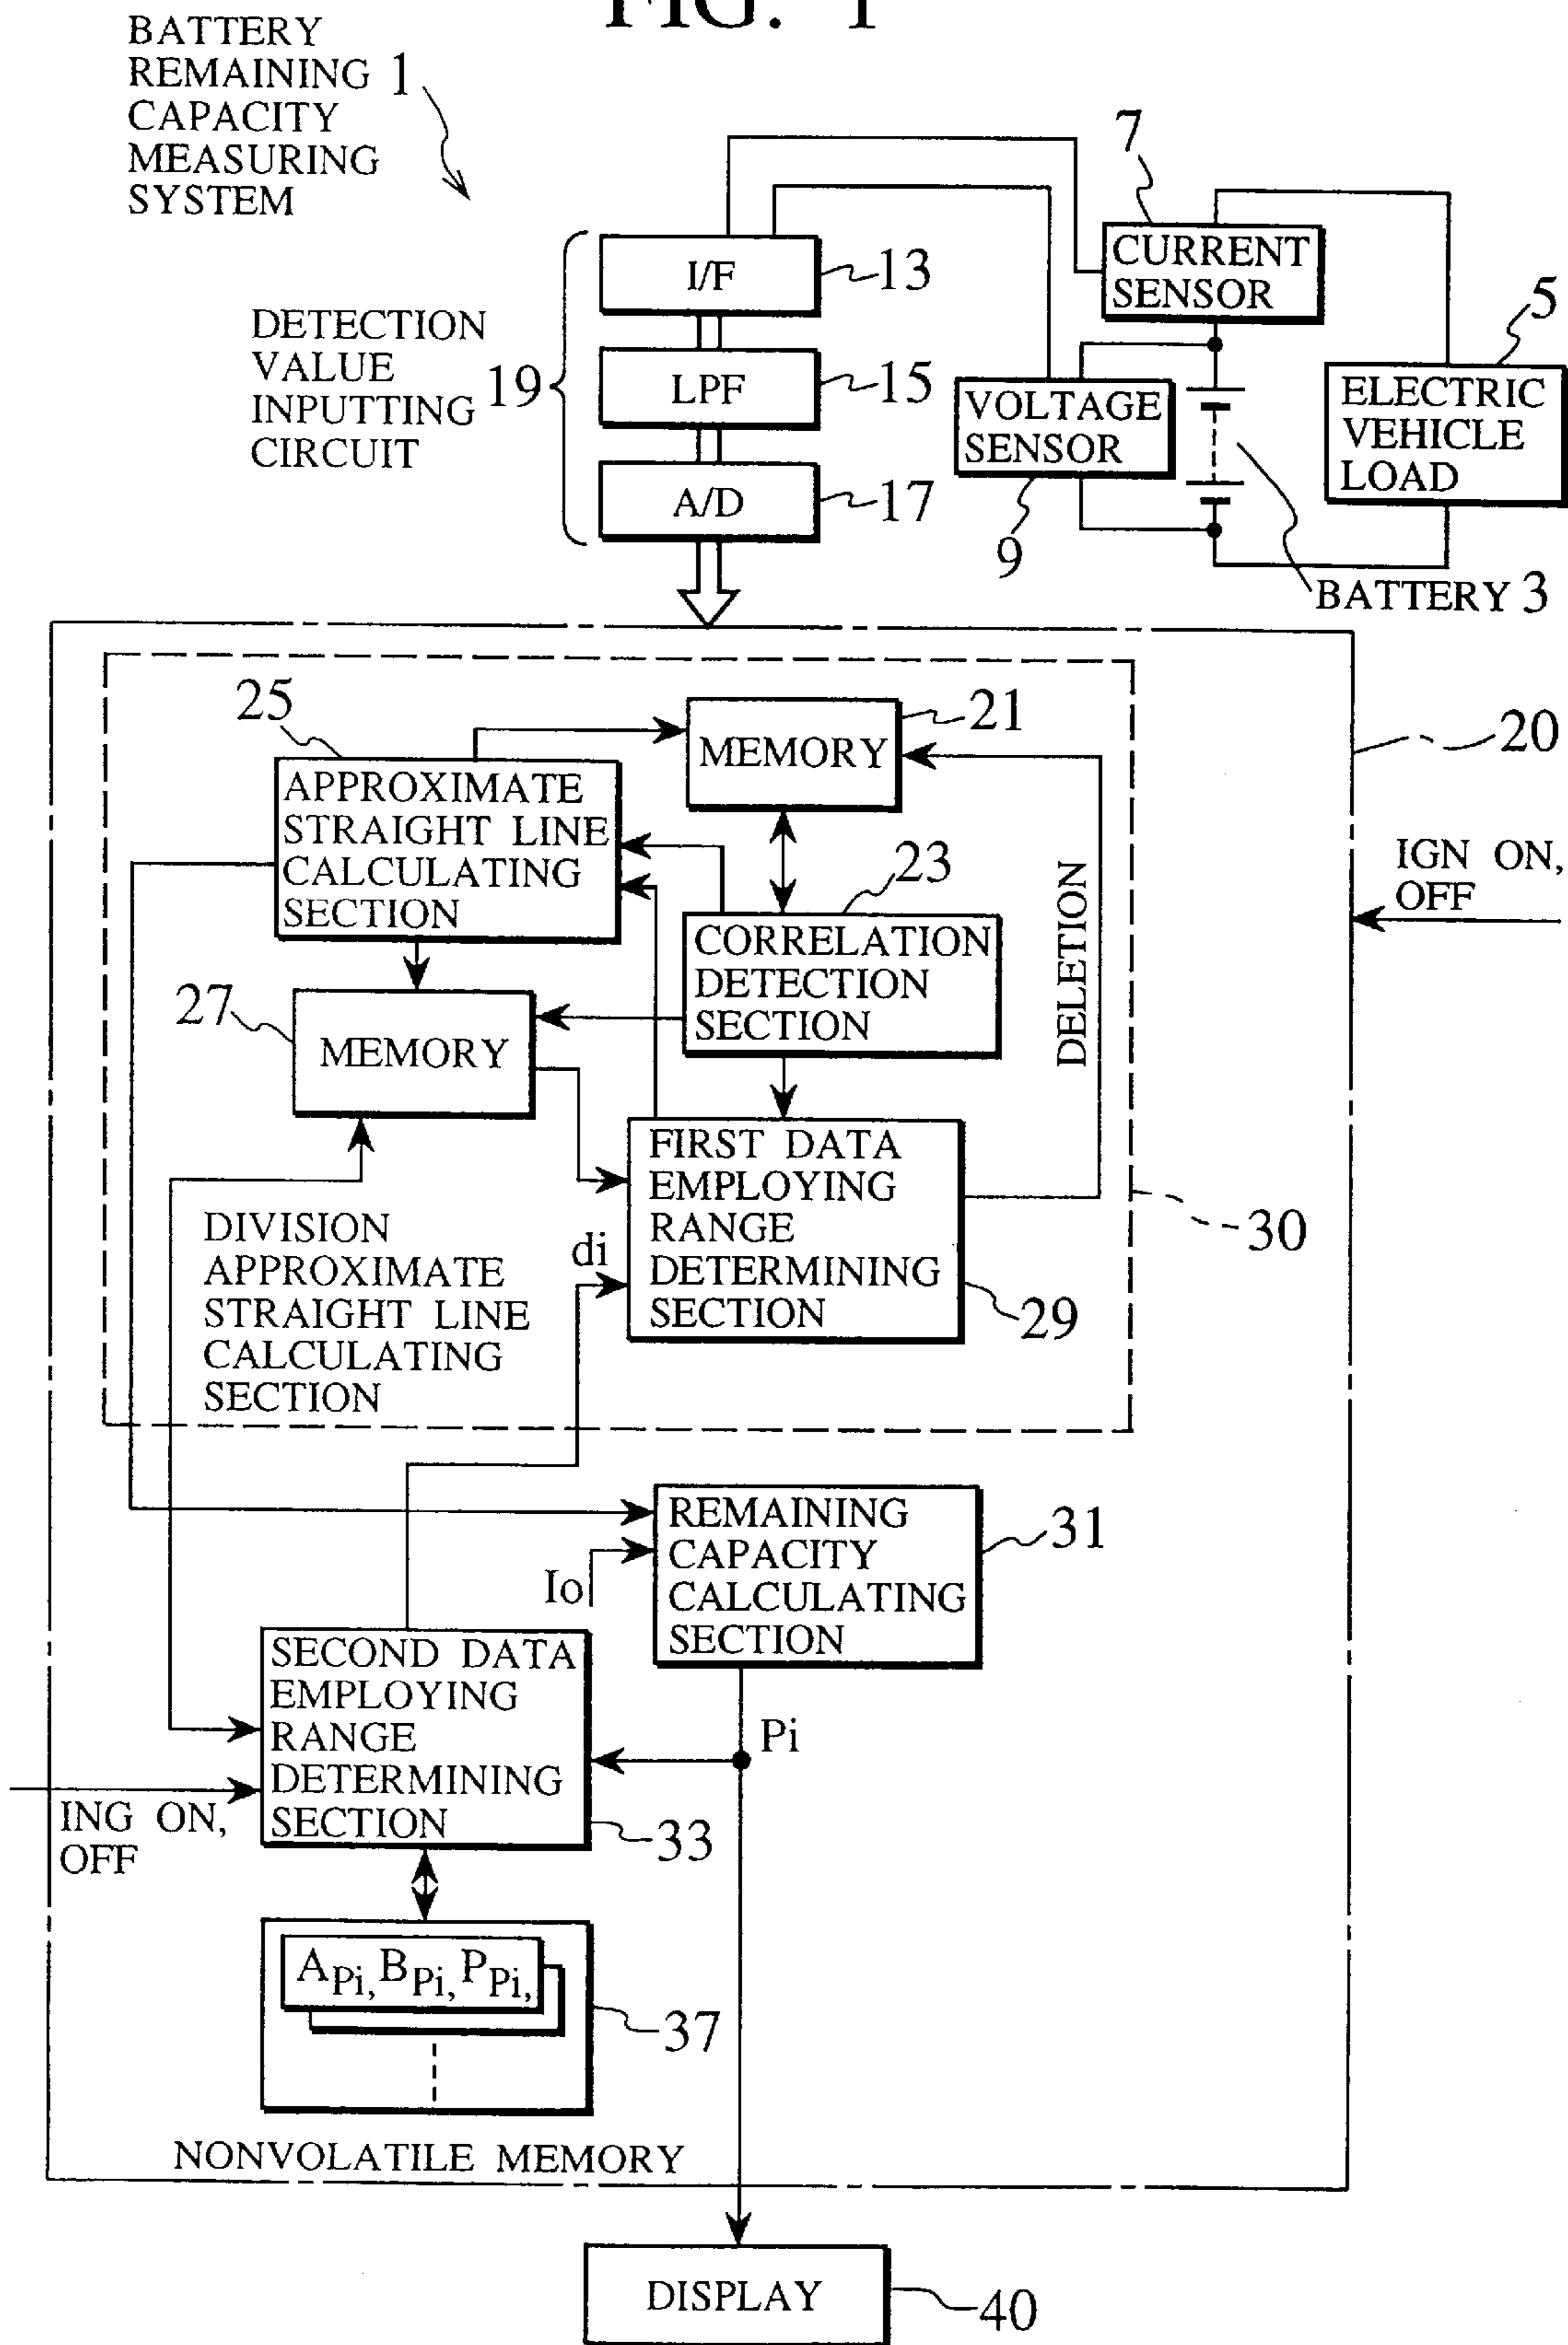 FIG. 1
BATTERY
REMAINING 1
CAPACITY
MEASURING
SYSTEM
7
CURRENT
SENSOR
I/F
13
5
DETECTION
VALUE
INPUTTING
CIRCUIT
19
LPF
15
VOLTAGE
SENSOR
ELECTRIC
VEHICLE
LOAD
A/D
17
9
BATTERY 3
25
21
MEMORY
20
APPROXIMATE
STRAIGHT LINE
CALCULATING
SECTION
IGN ON,
OFF
23
DELETION
CORRELATION
DETECTION
SECTION
27
MEMORY
FIRST DATA
EMPLOYING
RANGE
DETERMINING
SECTION
DIVISION
APPROXIMATE
STRAIGHT LINE
CALCULATING
SECTION
di
30
29
REMAINING
CAPACITY
CALCULATING
SECTION
31
Io
SECOND DATA
EMPLOYING
RANGE
DETERMINING
SECTION
Pi
ING ON,
OFF
33
APi, BPi, PPi,
37
NONVOLATILE MEMORY
DISPLAY
40